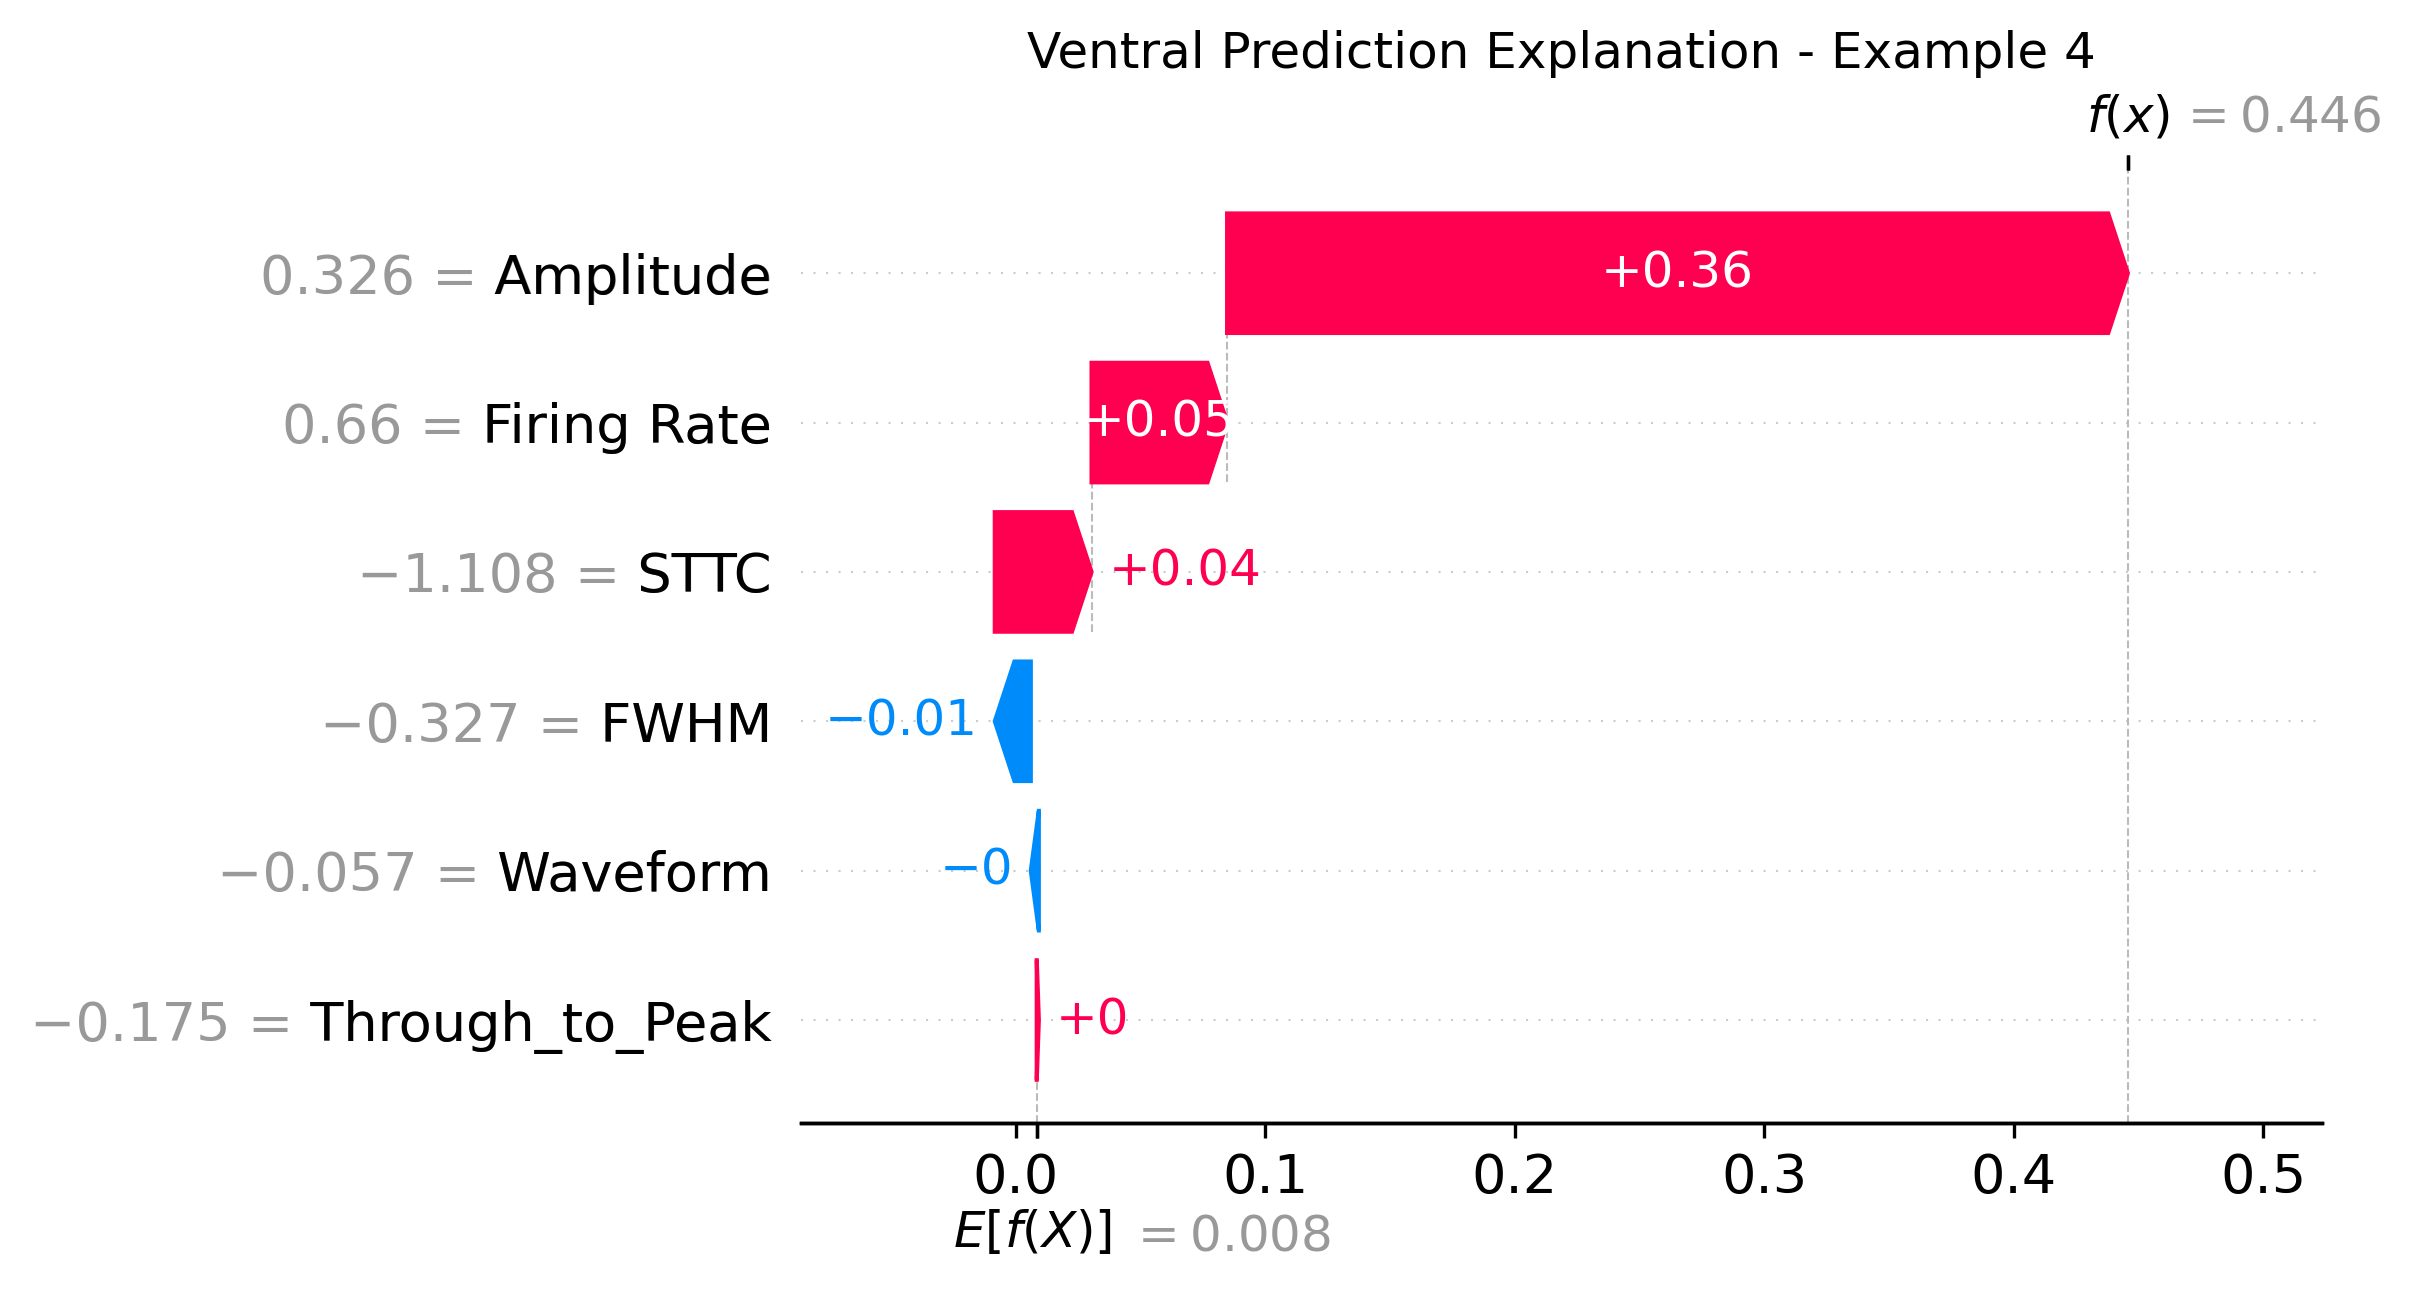 Ventral Prediction Explanation - Example 4
f(x) = 0.446
0.326 = Amplitude
+0.36
0.66 = Firing Rate
+0.05
−1.108 = STTC
+0.04
−0.327 = FWHM
−0.01
−0.057 = Waveform
−0
−0.175 = Through_to_Peak
+0
0.0 0.1 0.2 0.3 0.4 0.5
E[f(X)] = 0.008